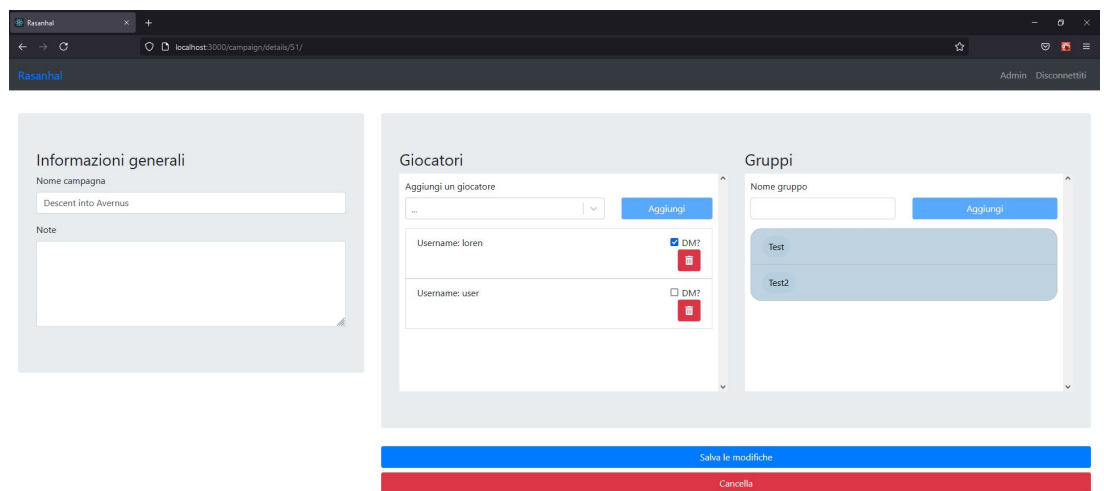 Rasanhal
localhost:3000/campaign/details/51/
Rasanhal
Admin Disconnettiti
Informazioni generali
Nome campagna
Descent into Avernus
Note
Giocatori
Aggiungi un giocatore
... Aggiungi
Username: loren DM?
Username: user DM?
Gruppi
Nome gruppo
Aggiungi
Test
Test2
Salva le modifiche
Cancella